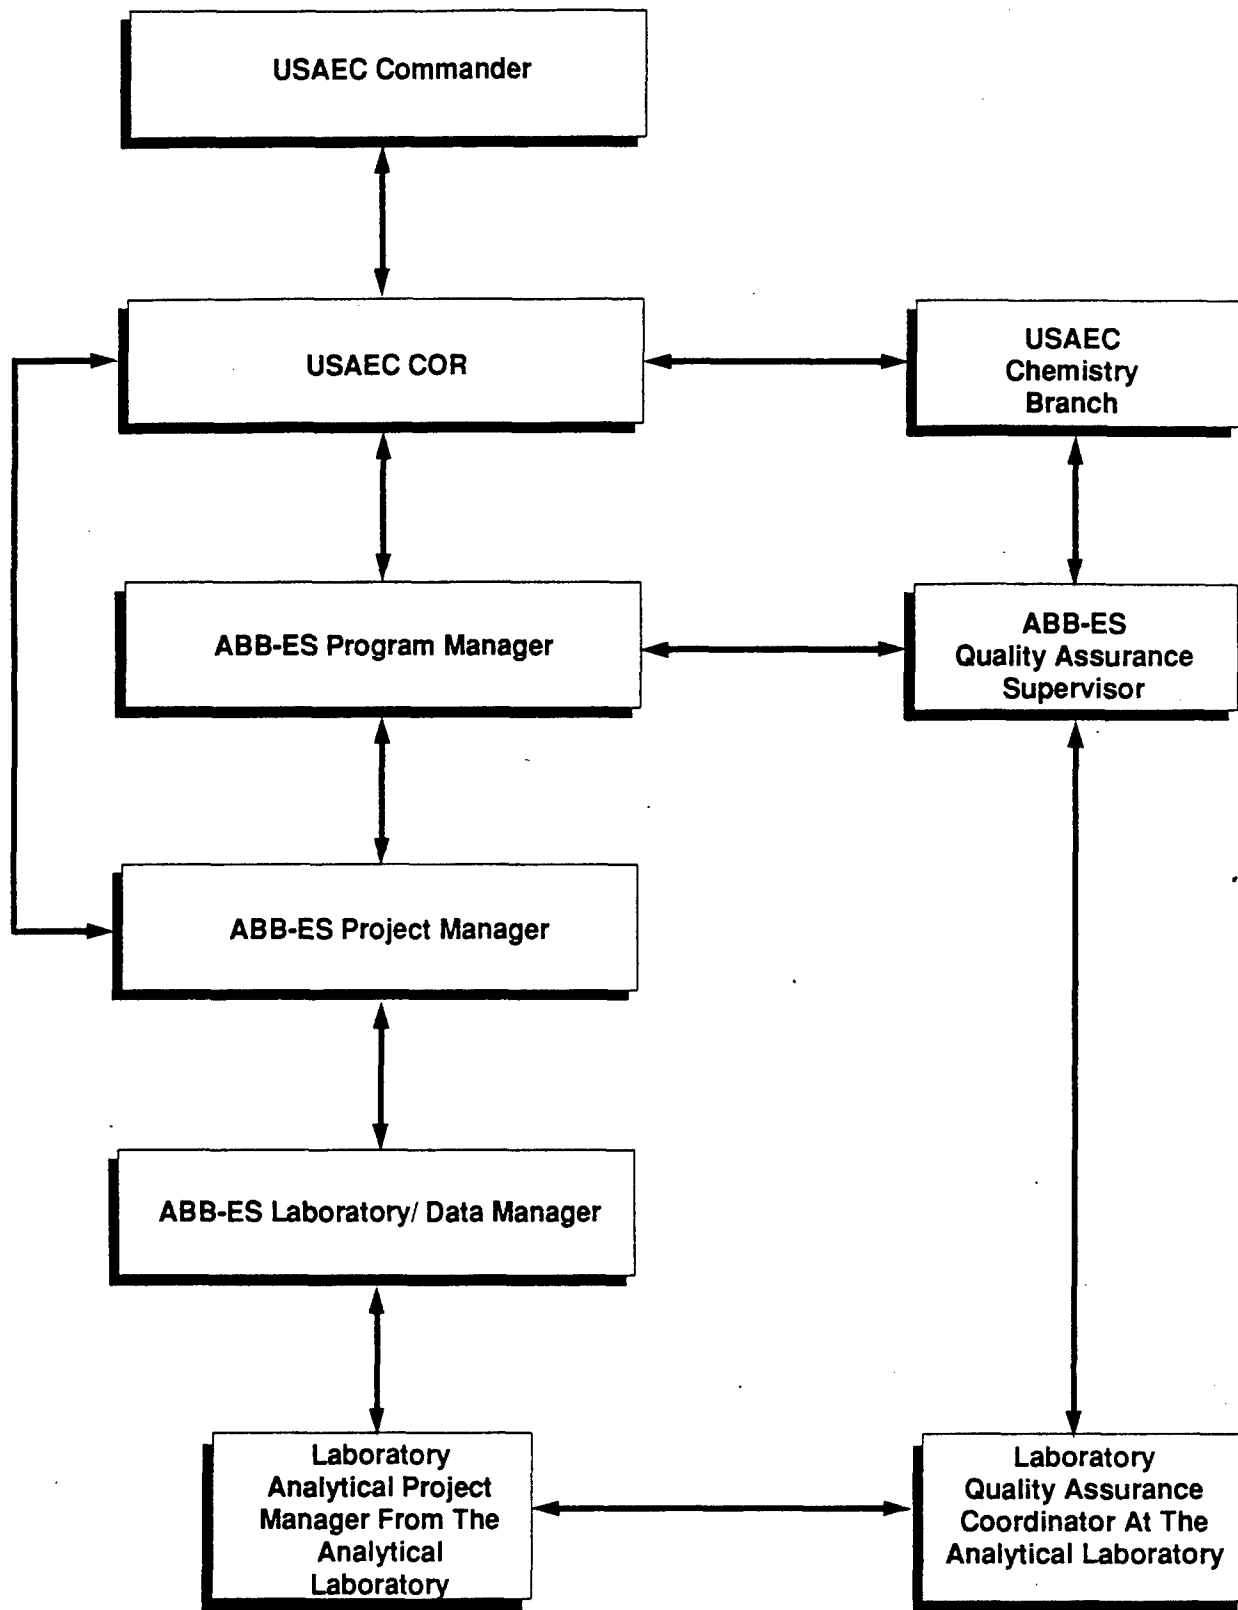 USAEC Commander
USAEC COR
USAEC
Chemistry
Branch
ABB-ES Program Manager
ABB-ES
Quality Assurance
Supervisor
ABB-ES Project Manager
ABB-ES Laboratory/ Data Manager
Laboratory
Analytical Project
Manager From The
Analytical
Laboratory
Laboratory
Quality Assurance
Coordinator At The
Analytical Laboratory